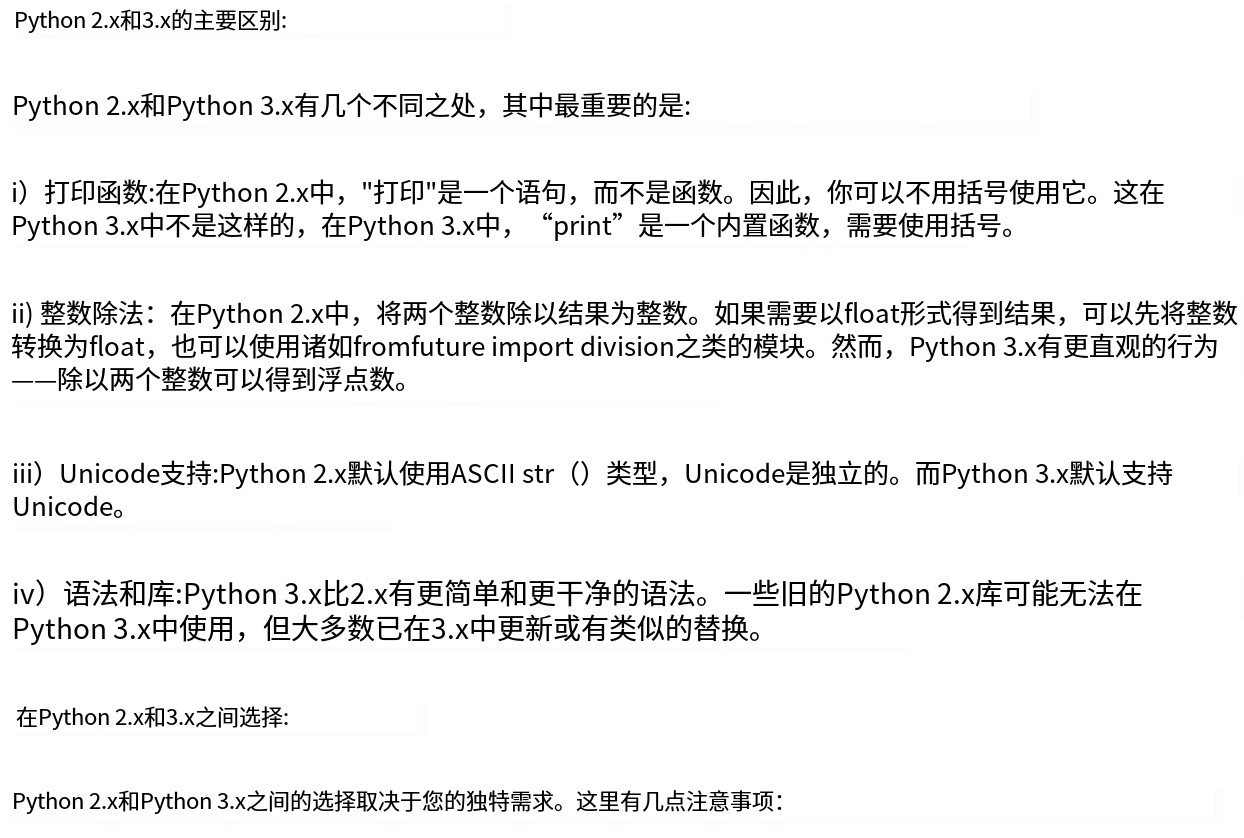 Python 2.x和3.x的主要区别:
Python 2.x和Python 3.x有几个不同之处，其中最重要的是:
i）打印函数:在Python 2.x中，"打印"是一个语句，而不是函数。因此，你可以不用括号使用它。这在
Python 3.x中不是这样的，在Python 3.x中，“print”是一个内置函数，需要使用括号。
ii) 整数除法：在Python 2.x中，将两个整数除以结果为整数。如果需要以float形式得到结果，可以先将整数
转换为float，也可以使用诸如fromfuture import division之类的模块。然而，Python 3.x有更直观的行为
——除以两个整数可以得到浮点数。
iii）Unicode支持:Python 2.x默认使用ASCII str（）类型，Unicode是独立的。而Python 3.x默认支持
Unicode。
iv）语法和库:Python 3.x比2.x有更简单和更干净的语法。一些旧的Python 2.x库可能无法在
Python 3.x中使用，但大多数已在3.x中更新或有类似的替换。
在Python 2.x和3.x之间选择:
Python 2.x和Python 3.x之间的选择取决于您的独特需求。这里有几点注意事项：